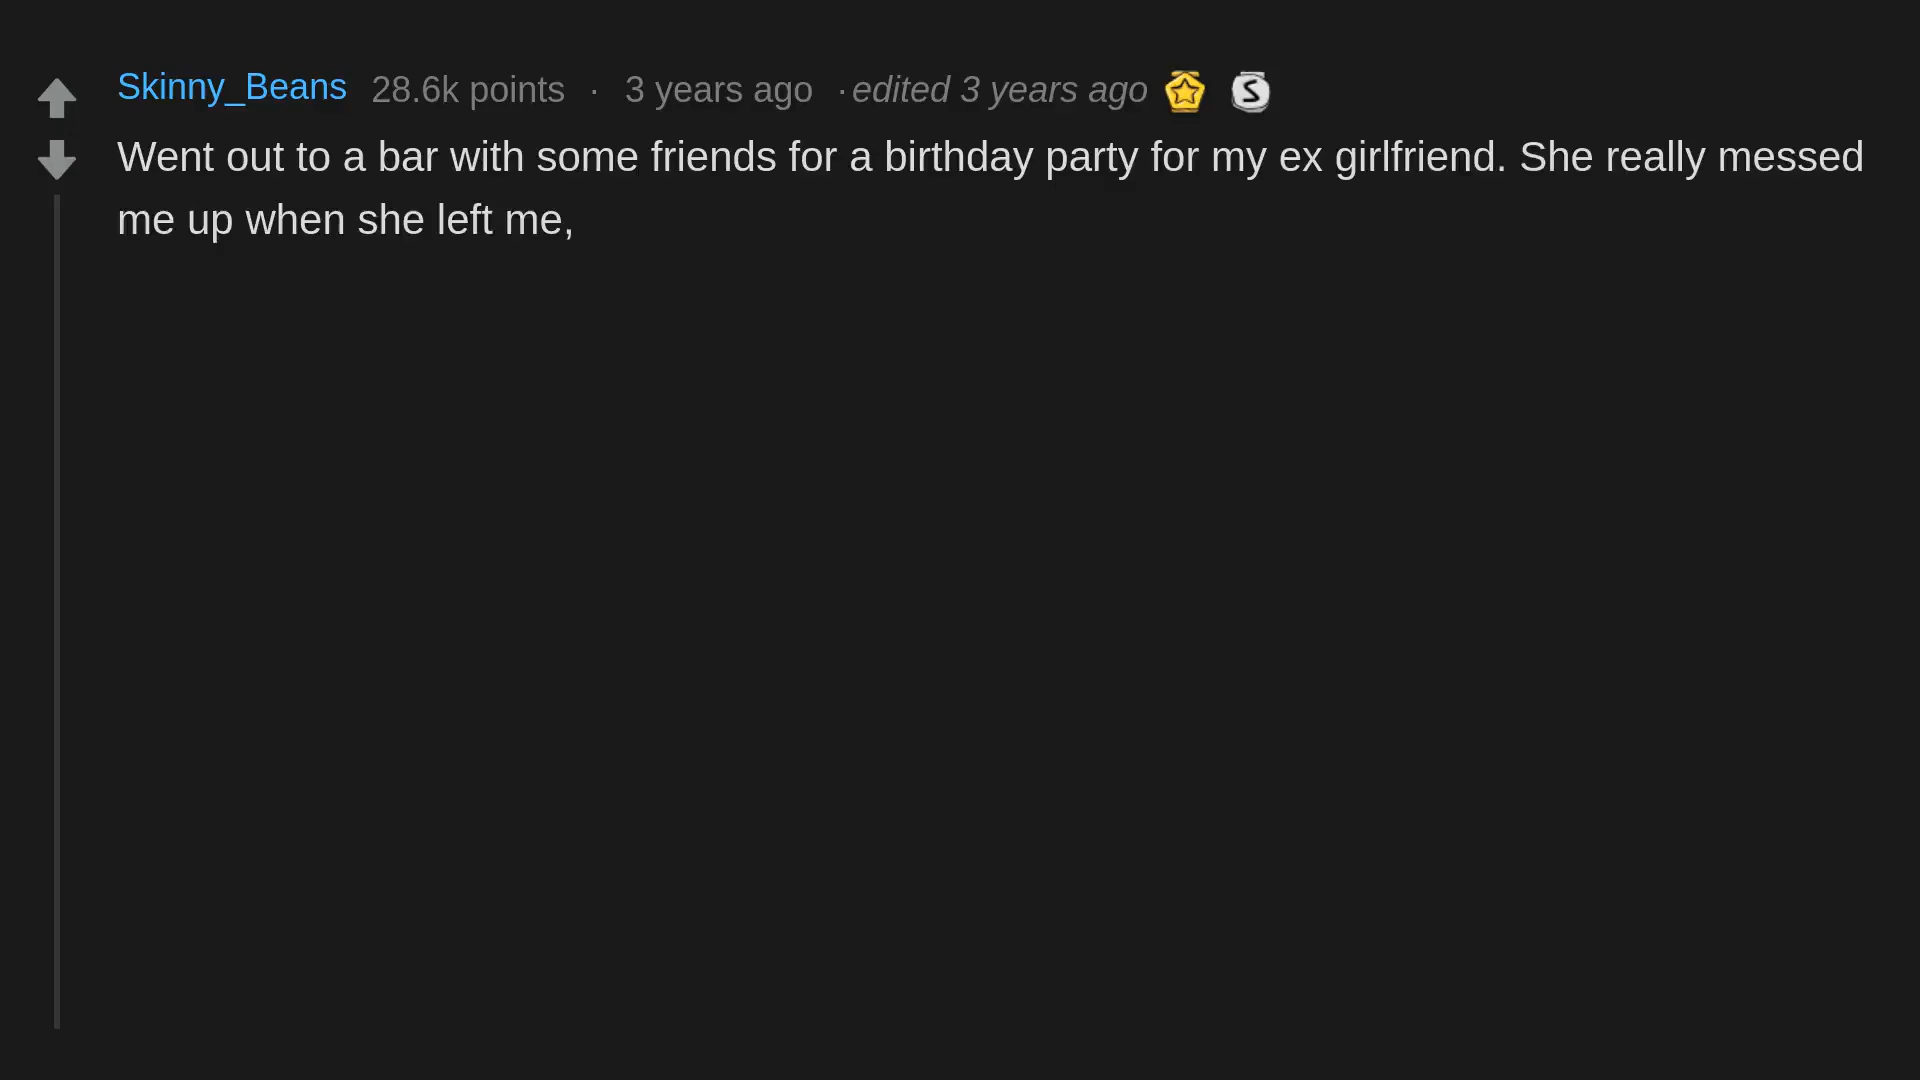 Skinny_Beans 28.6k points · 3 years ago · edited 3 years ago S
Went out to a bar with some friends for a birthday party for my ex girlfriend. She really messed
me up when she left me,